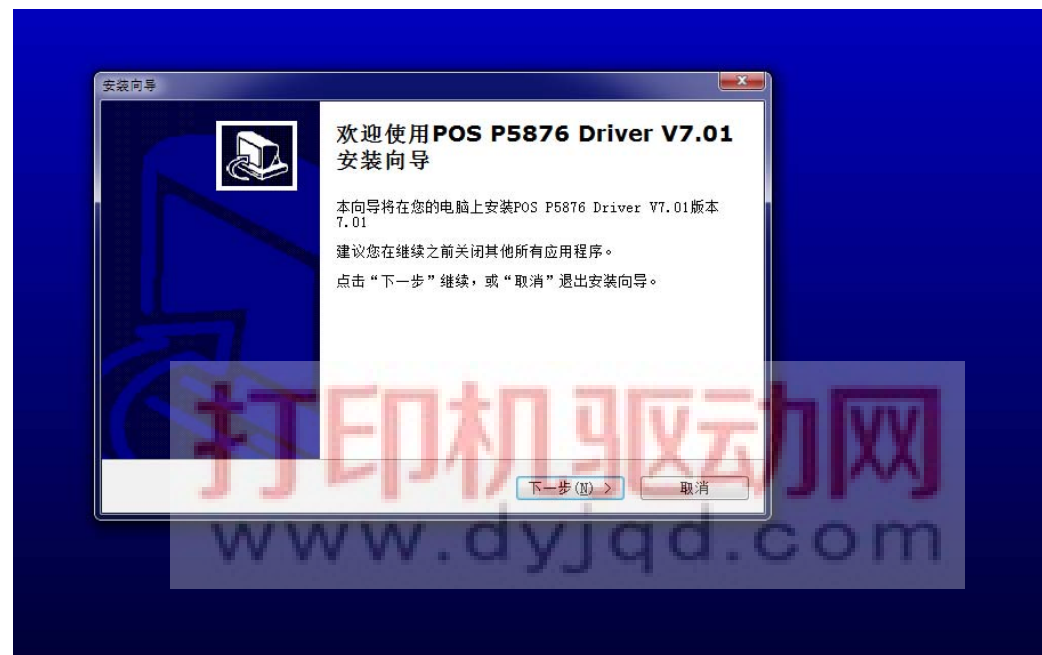 安装向导
欢迎使用POS P5876 Driver V7.01
安装向导
本向导将在您的电脑上安装POS P5876 Driver V7.01版本
7.01
建议您在继续之前关闭其他所有应用程序。
点击“下一步”继续，或“取消”退出安装向导。
打印机驱动网
下一步(N) >
取消
www.dyjqd.com